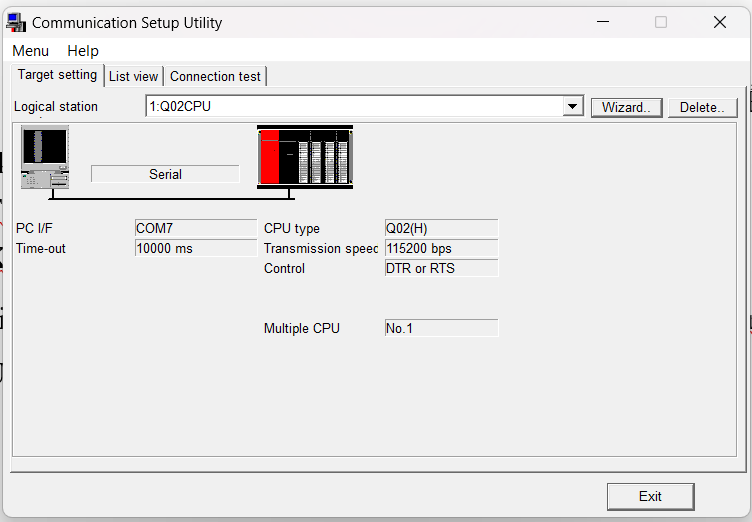 Communication Setup Utility
Menu Help
Target setting List view Connection test
Logical station 1:Q02CPU Wizard.. Delete..
Serial
PC I/F COM7 CPU type Q02(H)
Time-out 10000 ms Transmission speed 115200 bps
Control DTR or RTS
Multiple CPU No.1
Exit